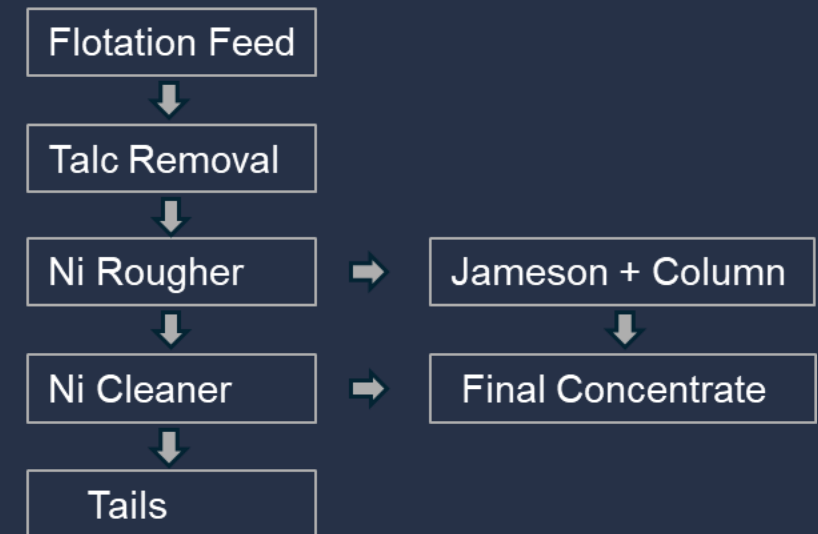 Flotation Feed
Talc Removal
Ni Rougher
Jameson + Column
Ni Cleaner
Final Concentrate
Tails